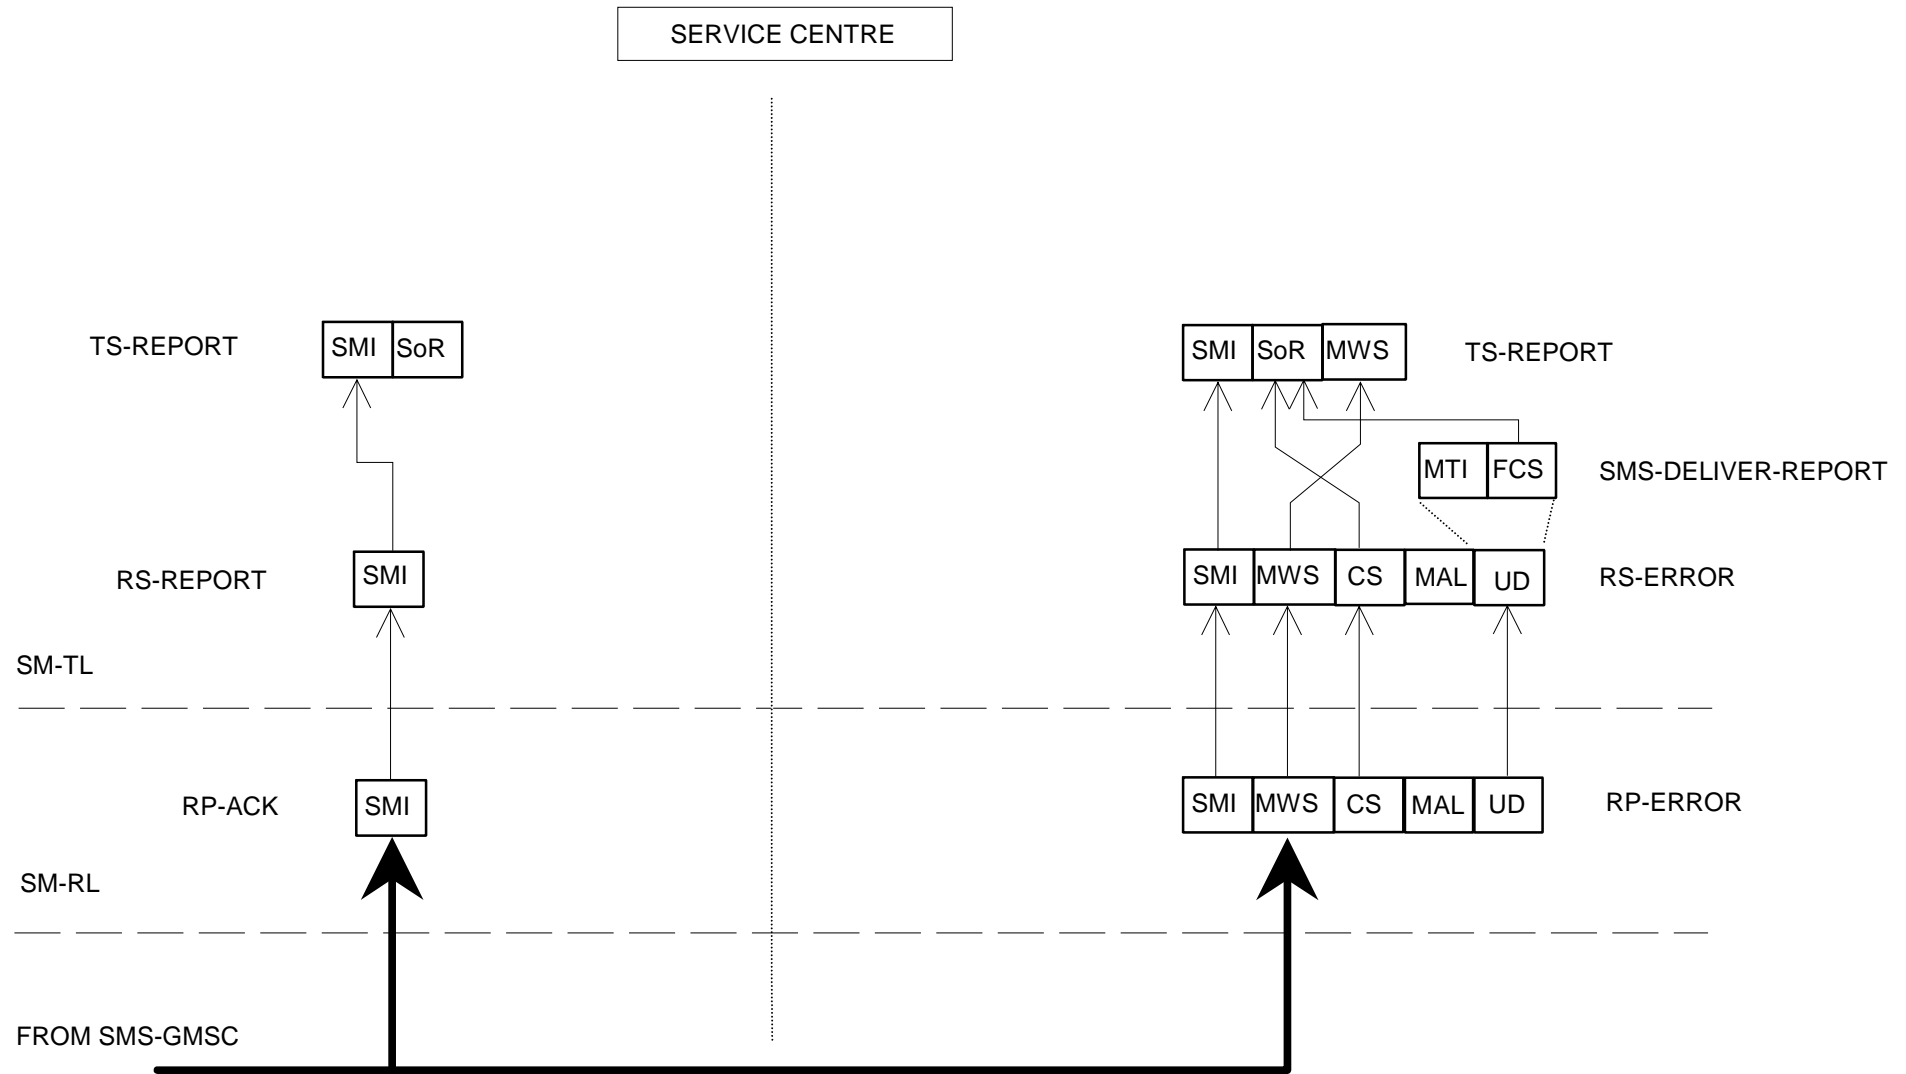 SERVICE CENTRE
TS-REPORT SMI SoR SMI SoR MWS TS-REPORT
MTI FCS SMS-DELIVER-REPORT
RS-REPORT SMI SMI MWS CS MAL UD RS-ERROR
SM-TL
RP-ACK SMI SMI MWS CS MAL UD RP-ERROR
SM-RL
FROM SMS-GMSC